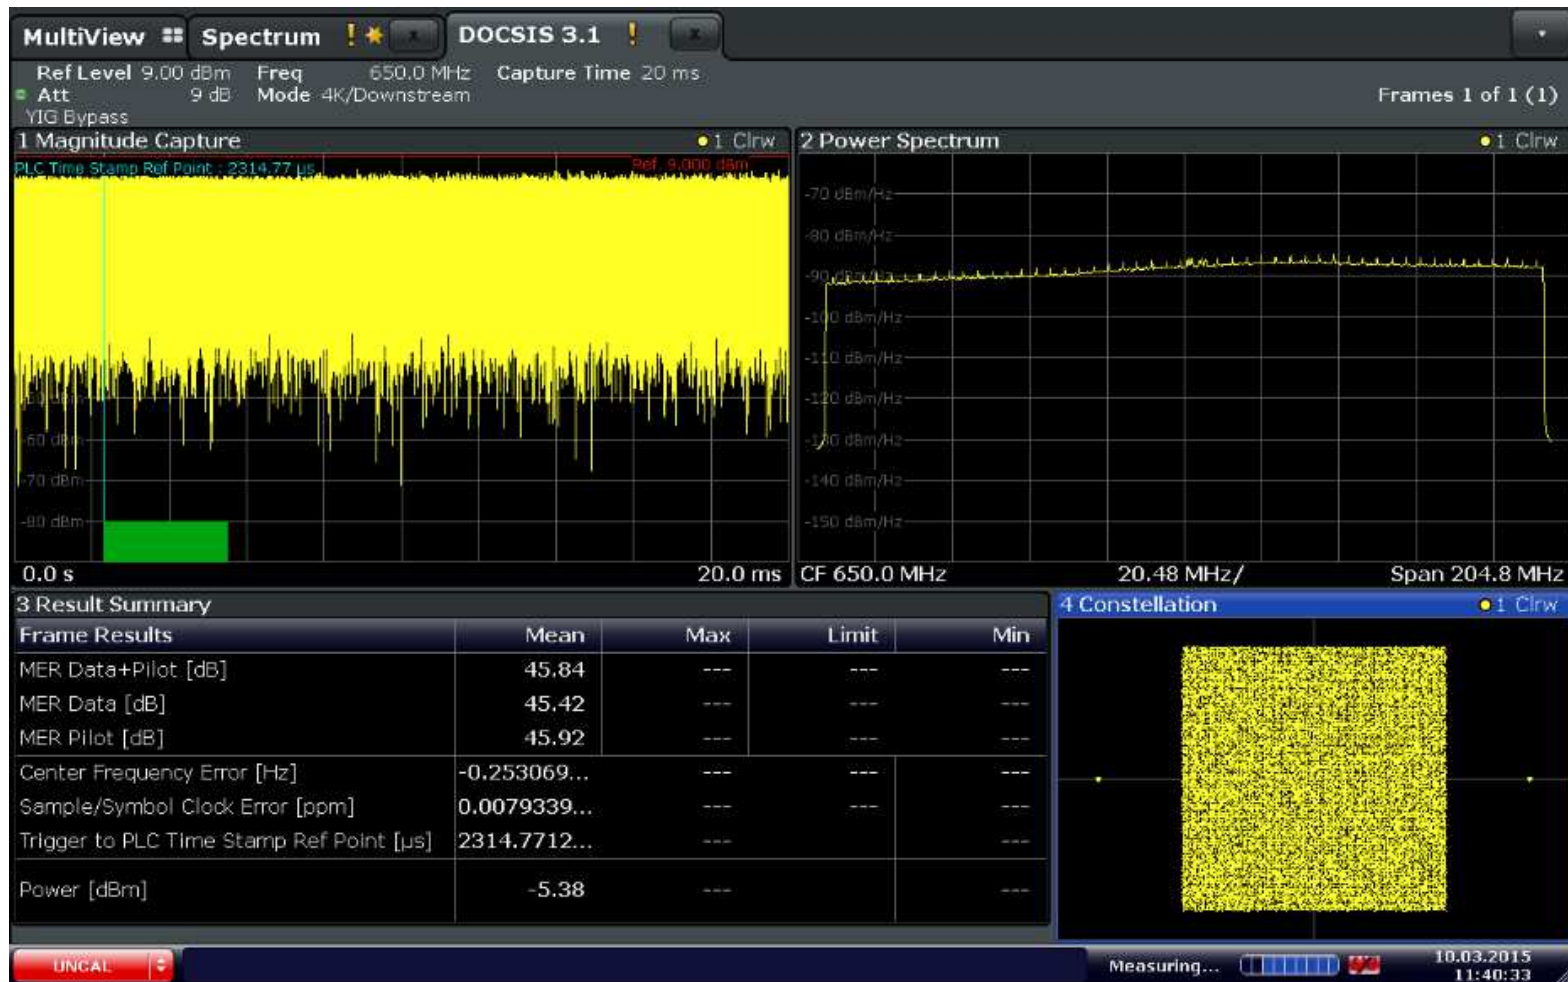 MultiView Spectrum ! x DOCSIS 3.1 ! x
Ref Level 9.00 dBm Freq 650.0 MHz Capture Time 20 ms
Att 9 dB Mode 4K/Downstream Frames 1 of 1 (1)
YIG Bypass
1 Magnitude Capture 1 Clrw
PLC Time Stamp Ref Point : 2314.77 µs Ref 9.000 dBm
-60 dBm
-70 dBm
-80 dBm
0.0 s 20.0 ms
2 Power Spectrum 1 Clrw
-70 dBm/Hz
-80 dBm/Hz
-90 dBm/Hz
-100 dBm/Hz
-110 dBm/Hz
-120 dBm/Hz
-130 dBm/Hz
-140 dBm/Hz
-150 dBm/Hz
CF 650.0 MHz 20.48 MHz/ Span 204.8 MHz
3 Result Summary
Frame Results Mean Max Limit Min
MER Data+Pilot [dB] 45.84 --- --- ---
MER Data [dB] 45.42 --- --- ---
MER Pilot [dB] 45.92 --- --- ---
Center Frequency Error [Hz] -0.253069... --- --- ---
Sample/Symbol Clock Error [ppm] 0.0079339... --- --- ---
Trigger to PLC Time Stamp Ref Point [µs] 2314.7712... --- ---
Power [dBm] -5.38 --- ---
4 Constellation 1 Clrw
UNCAL Measuring... 10.03.2015
11:40:33